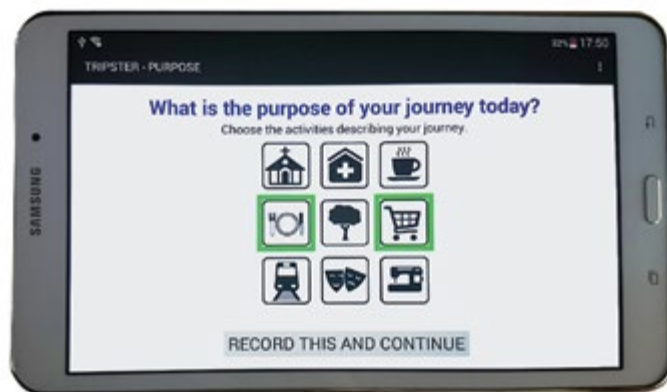 SAMSUNG
17:50
TRIPSTER - PURPOSE
What is the purpose of your journey today?
Choose the activities describing your journey.
RECORD THIS AND CONTINUE